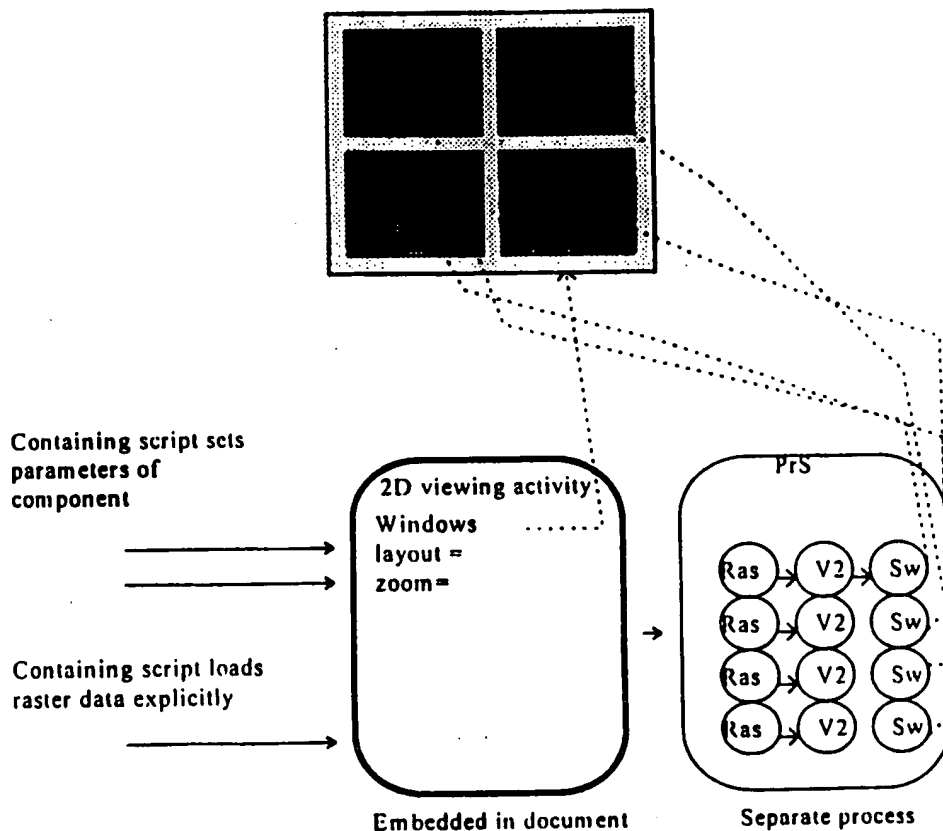 Containing script sets
parameters of
component
2D viewing activity
Windows
layout =
zoom=
Containing script loads
raster data explicitly
Embedded in document
PrS
Ras V2 Sw
Ras V2 Sw
Ras V2 Sw
Ras V2 Sw
Separate process